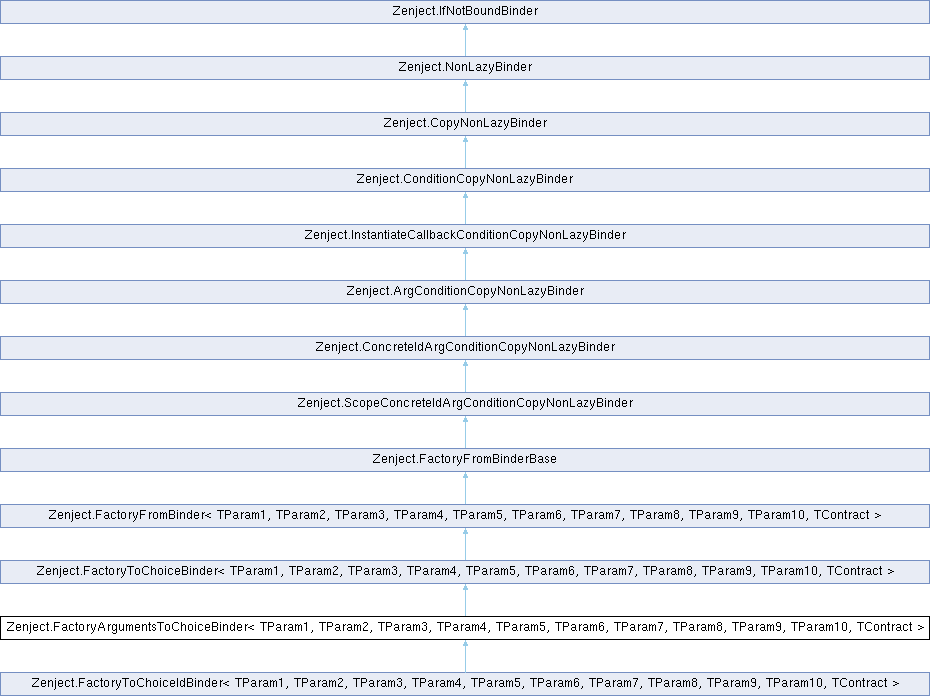 Zenject.IfNotBoundBinder
Zenject.NonLazyBinder
Zenject.CopyNonLazyBinder
Zenject.ConditionCopyNonLazyBinder
Zenject.InstantiateCallbackConditionCopyNonLazyBinder
Zenject.ArgConditionCopyNonLazyBinder
Zenject.ConcreteIdArgConditionCopyNonLazyBinder
Zenject.ScopeConcreteIdArgConditionCopyNonLazyBinder
Zenject.FactoryFromBinderBase
Zenject.FactoryFromBinder< TParam1, TParam2, TParam3, TParam4, TParam5, TParam6, TParam7, TParam8, TParam9, TParam10, TContract >
Zenject.FactoryToChoiceBinder< TParam1, TParam2, TParam3, TParam4, TParam5, TParam6, TParam7, TParam8, TParam9, TParam10, TContract >
Zenject.FactoryArgumentsToChoiceBinder< TParam1, TParam2, TParam3, TParam4, TParam5, TParam6, TParam7, TParam8, TParam9, TParam10, TContract >
Zenject.FactoryToChoiceIdBinder< TParam1, TParam2, TParam3, TParam4, TParam5, TParam6, TParam7, TParam8, TParam9, TParam10, TContract >